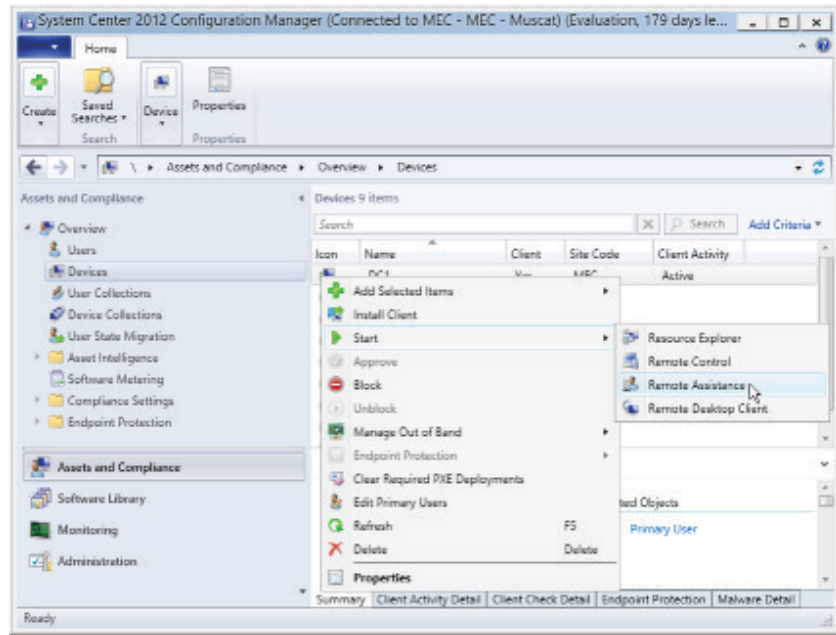 System Center 2012 Configuration Manager (Connected to MEC - MEC - Muscat) (Evaluation, 179 days le...
Home
Create
Saved Searches
Device
Properties
Search
Properties
\ Assets and Compliance Overview Devices
Assets and Compliance
Devices 9 items
Search
Search
Add Criteria
Overview
Users
Devices
User Collections
Device Collections
User State Migration
Asset Intelligence
Software Metering
Compliance Settings
Endpoint Protection
Assets and Compliance
Software Library
Monitoring
Administration
Icon Name Client Site Code Client Activity
DC1 Yes MEC Active
Add Selected Items
Install Client
Start
Approve
Block
Unblock
Manage Out of Band
Endpoint Protection
Clear Required PXE Deployments
Edit Primary Users
Refresh F5
Delete Delete
Properties
Resource Explorer
Remote Control
Remote Assistance
Remote Desktop Client
ted Objects
Primary User
Summary Client Activity Detail Client Check Detail Endpoint Protection Malware Detail
Ready